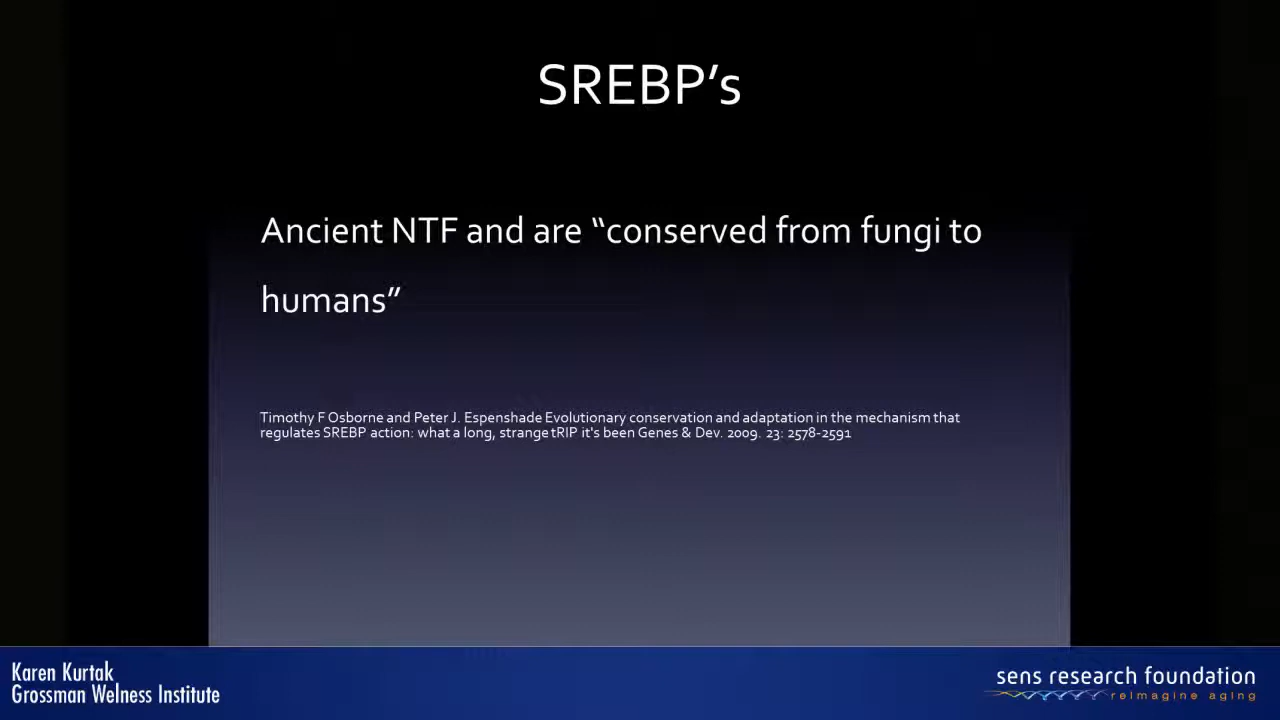 SREBP’s
Ancient NTF and are “conserved from fungi to
humans”
Timothy F Osborne and Peter J. Espenshade Evolutionary conservation and adaptation in the mechanism that
regulates SREBP action: what a long, strange tRIP it's been Genes & Dev. 2009. 23: 2578-2591
Karen Kurtak
Grossman Welness Institute
sens research foundation
reimagine aging